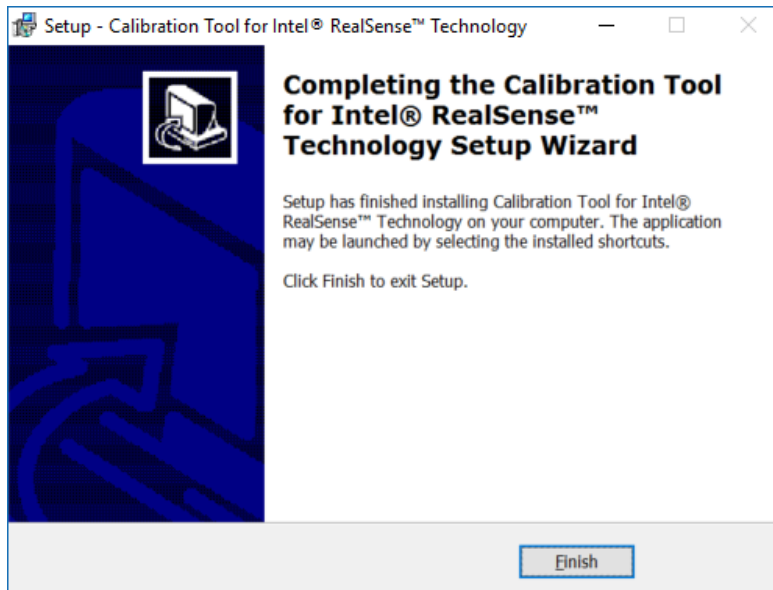 Setup - Calibration Tool for Intel® RealSense™ Technology
Completing the Calibration Tool
for Intel® RealSense™
Technology Setup Wizard
Setup has finished installing Calibration Tool for Intel®
RealSense™ Technology on your computer. The application
may be launched by selecting the installed shortcuts.
Click Finish to exit Setup.
Finish